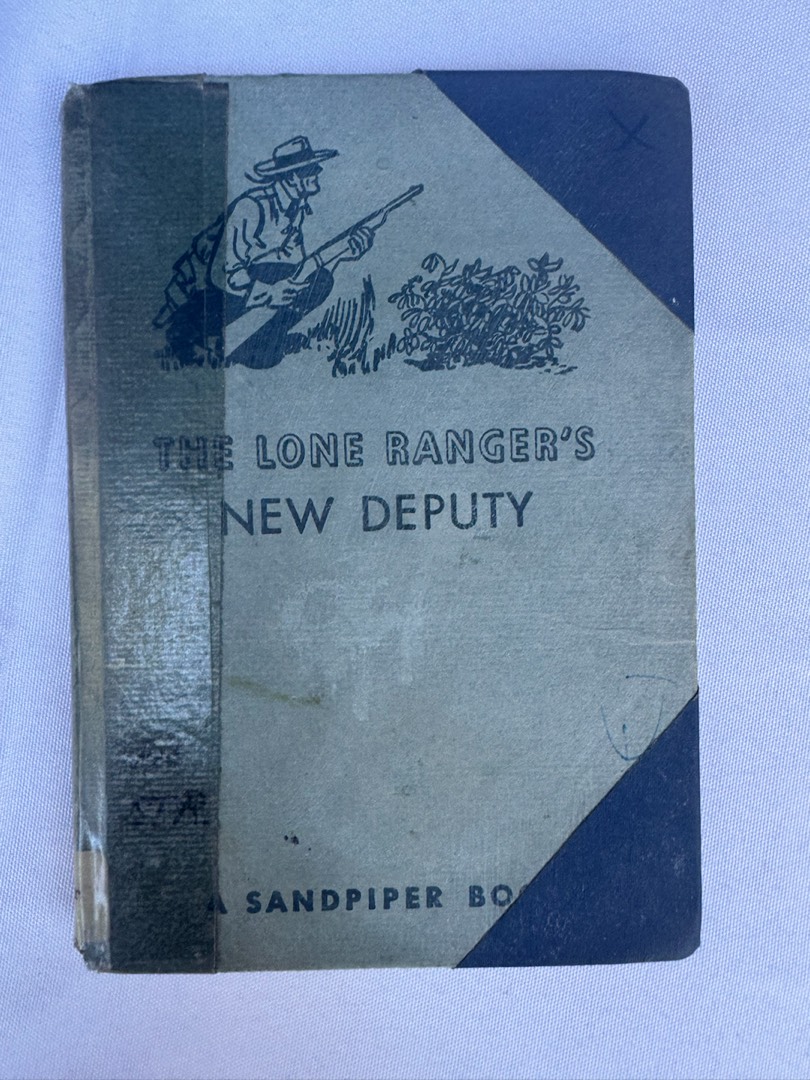 X
THE LONE RANGER'S
NEW DEPUTY
A SANDPIPER BO